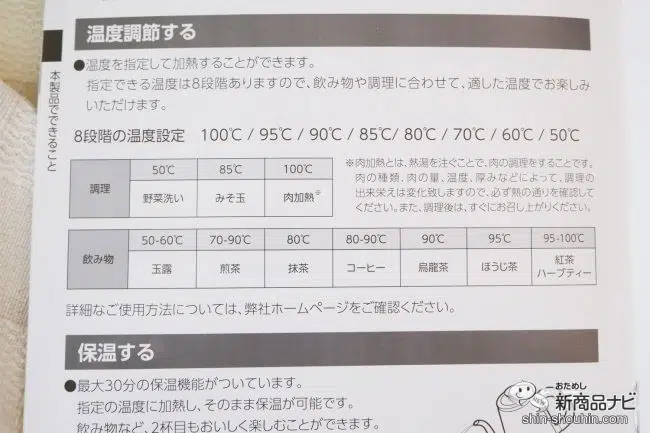 温度調節する
●温度を指定して加熱することができます。
指定できる温度は8段階ありますので、飲み物や調理に合わせて、適した温度でお楽しみ
いただけます。
本製品でできること
8段階の温度設定 100℃ / 95℃ / 90℃ / 85℃ / 80℃ / 70℃ / 60℃ / 50℃
調理 50℃ 85℃ 100℃
野菜洗い みそ玉 肉加熱※
※肉加熱とは、熱湯を注ぐことで、肉の調理をすることです。
肉の種類、肉の量、温度、厚みなどによって、調理の
出来栄えは変化致しますので、必ず熱の通りを確認して
ください。また、調理後は、すぐにお召し上がりください。
飲み物 50-60℃ 70-90℃ 80℃ 80-90℃ 90℃ 95℃ 95-100℃
玉露 煎茶 抹茶 コーヒー 烏龍茶 ほうじ茶 紅茶
ハーブティー
詳細なご使用方法については、弊社ホームページをご確認ください。
保温する
●最大30分の保温機能がついています。
指定の温度に加熱し、そのまま保温が可能です。
飲み物など、2杯目もおいしく楽しむことができます。
おためし
新商品ナビ
shin-shouhin.com